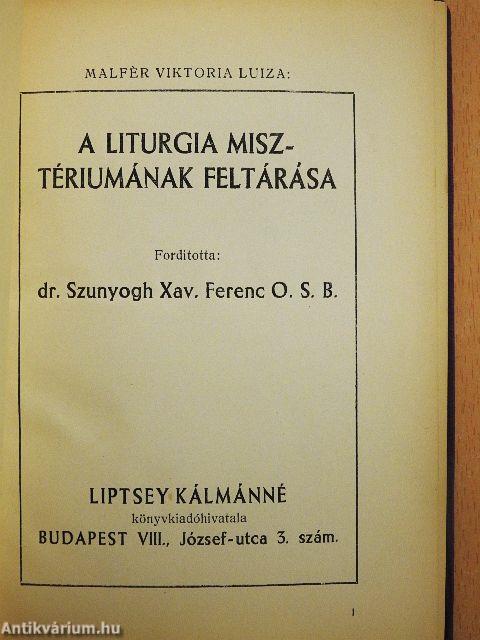 MALFÈR VIKTORIA LUIZA:
A LITURGIA MISZ-
TÉRIUMÁNAK FELTÁRÁSA
Forditotta:
dr. Szunyogh Xav. Ferenc O. S. B.
LIPTSEY KÁLMÁNNÉ
könyvkiadóhivatala
BUDAPEST VIII., József-utca 3. szám.
1
Antikvárium.hu